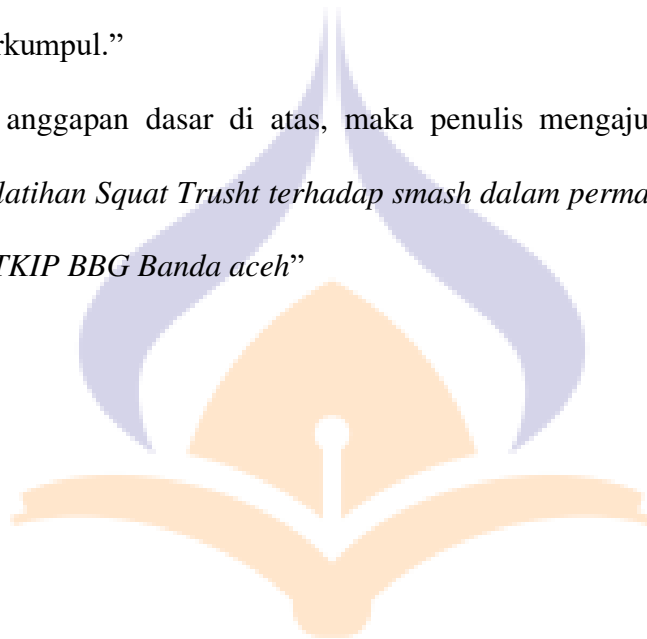 rkumpul.”
anggapan dasar di atas, maka penulis mengaju
latihan Squat Trusht terhadap smash dalam perma
TKIP BBG Banda aceh”